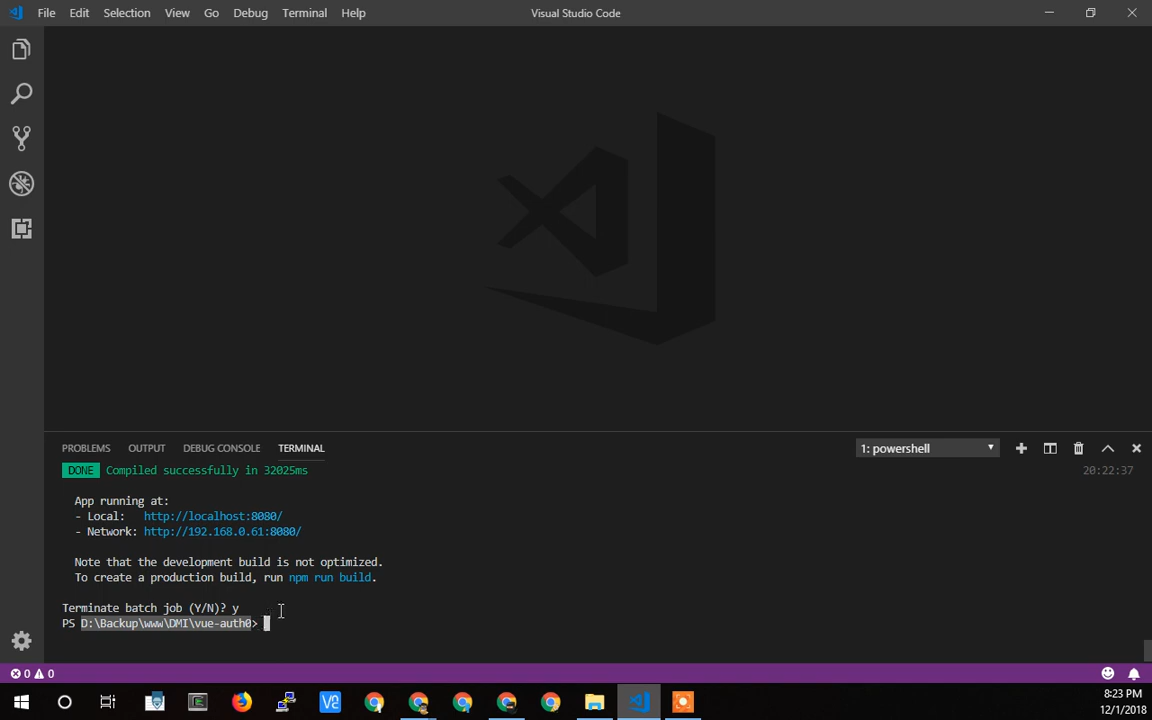 File Edit Selection View Go Debug Terminal Help
Visual Studio Code
PROBLEMS OUTPUT DEBUG CONSOLE TERMINAL
1: powershell
DONE Compiled successfully in 32025ms
20:22:37
App running at:
- Local: http://localhost:8080/
- Network: http://192.168.0.61:8080/
Note that the development build is not optimized.
To create a production build, run npm run build.
Terminate batch job (Y/N)? y
PS D:\Backup\www\DMI\vue-auth0>
0 0
8:23 PM
12/1/2018